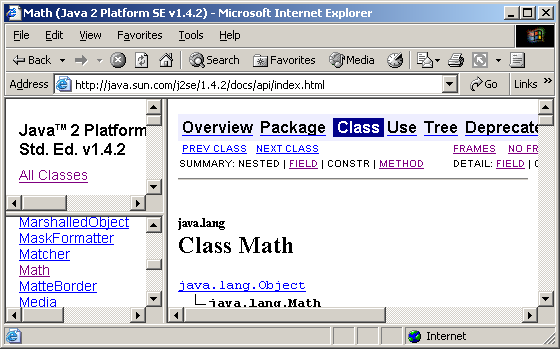 Math (Java 2 Platform SE v1.4.2) - Microsoft Internet Explorer
File Edit View Favorites Tools Help
Back Search Favorites Media
Address http://java.sun.com/j2se/1.4.2/docs/api/index.html Go Links »
Java™ 2 Platform
Std. Ed. v1.4.2
All Classes
MarshalledObject
MaskFormatter
Matcher
Math
MatteBorder
Media
Overview Package Class Use Tree Deprecate
PREV CLASS NEXT CLASS FRAMES NO FR
SUMMARY: NESTED | FIELD | CONSTR | METHOD DETAIL: FIELD | C
java.lang
Class Math
java.lang.Object
java.lang.Math
Internet